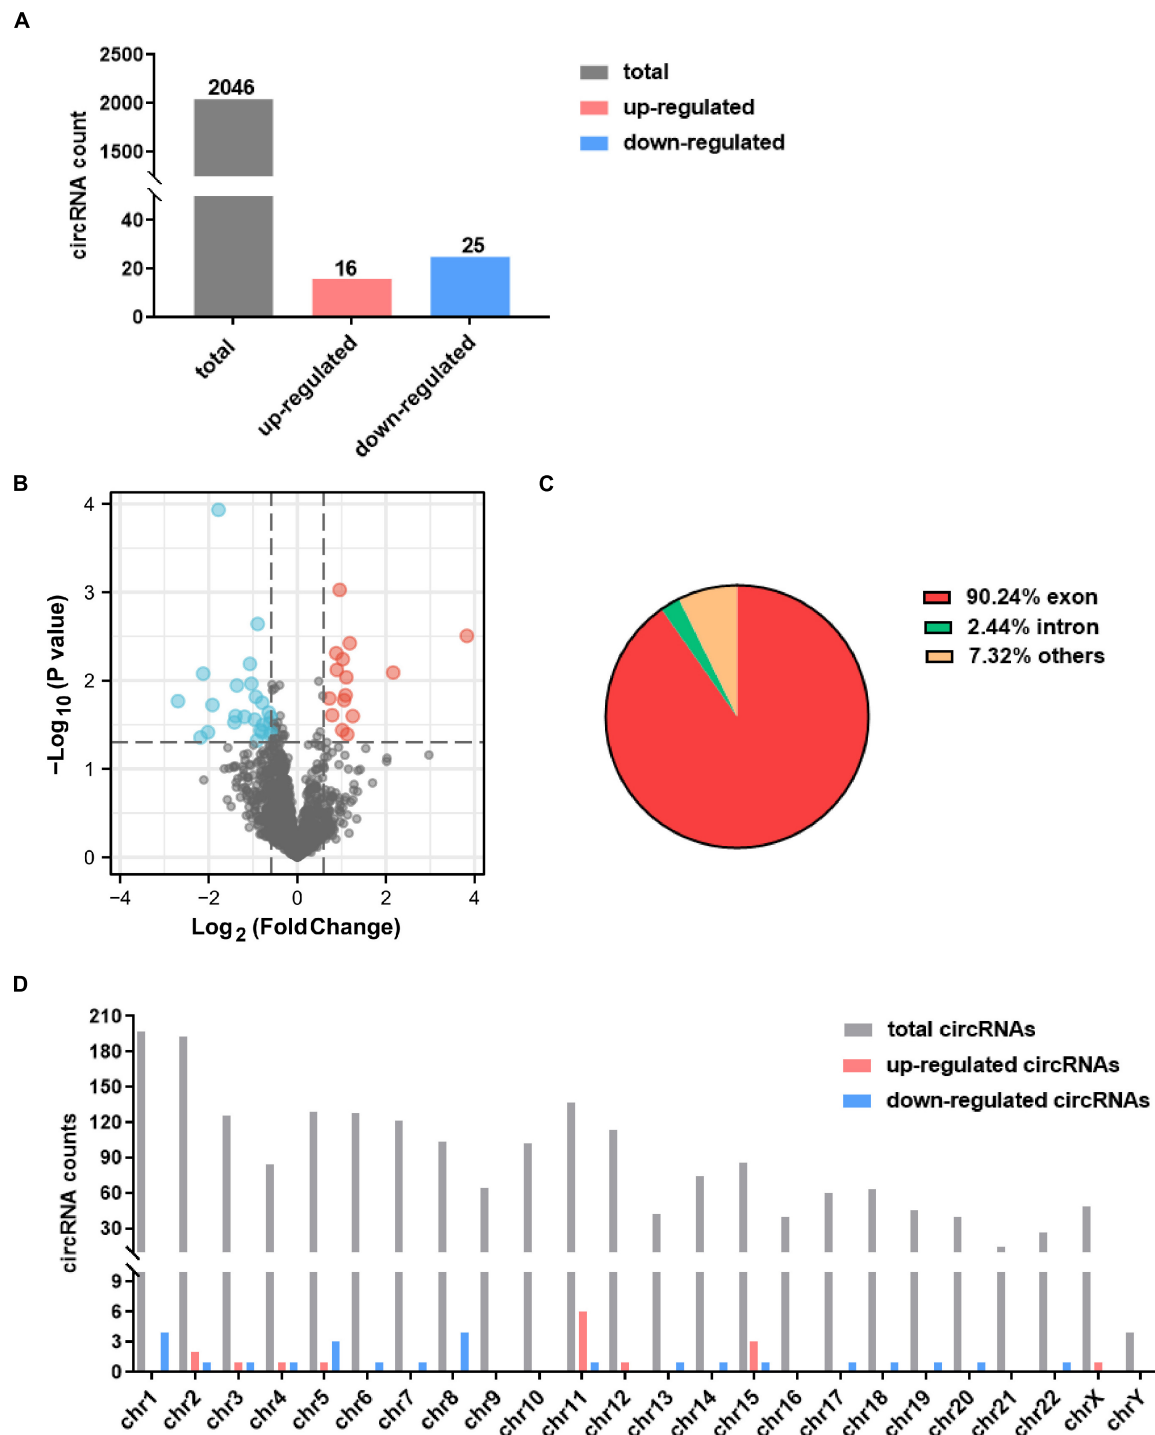 A
2500
2000
1500
40
20
0
circRNA count
2046
16
25
total
up-regulated
down-regulated
total
up-regulated
down-regulated
B
4
3
2
1
0
−Log10 (P value)
−4
−2
0
2
4
Log2 (FoldChange)
C
90.24% exon
2.44% intron
7.32% others
D
210
180
150
120
90
60
30
9
6
3
0
circRNA counts
total circRNAs
up-regulated circRNAs
down-regulated circRNAs
chr1
chr2
chr3
chr4
chr5
chr6
chr7
chr8
chr9
chr10
chr11
chr12
chr13
chr14
chr15
chr16
chr17
chr18
chr19
chr20
chr21
chr22
chrX
chrY